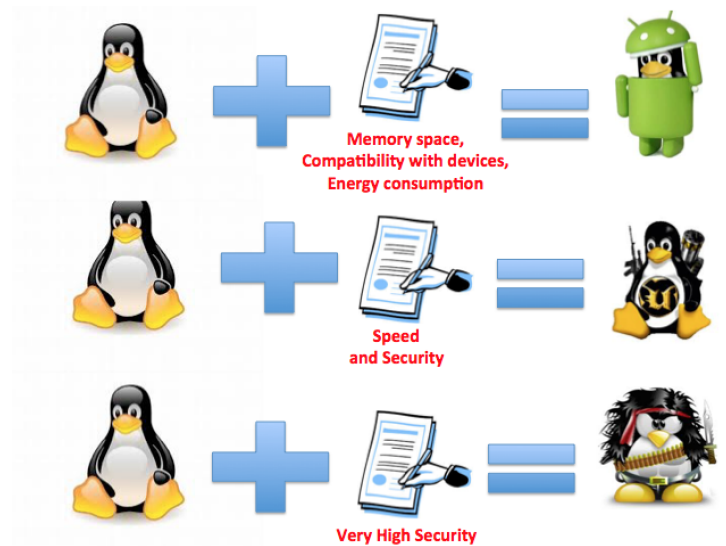 Memory space,
Compatibility with devices,
Energy consumption
Speed
and Security
Very High Security